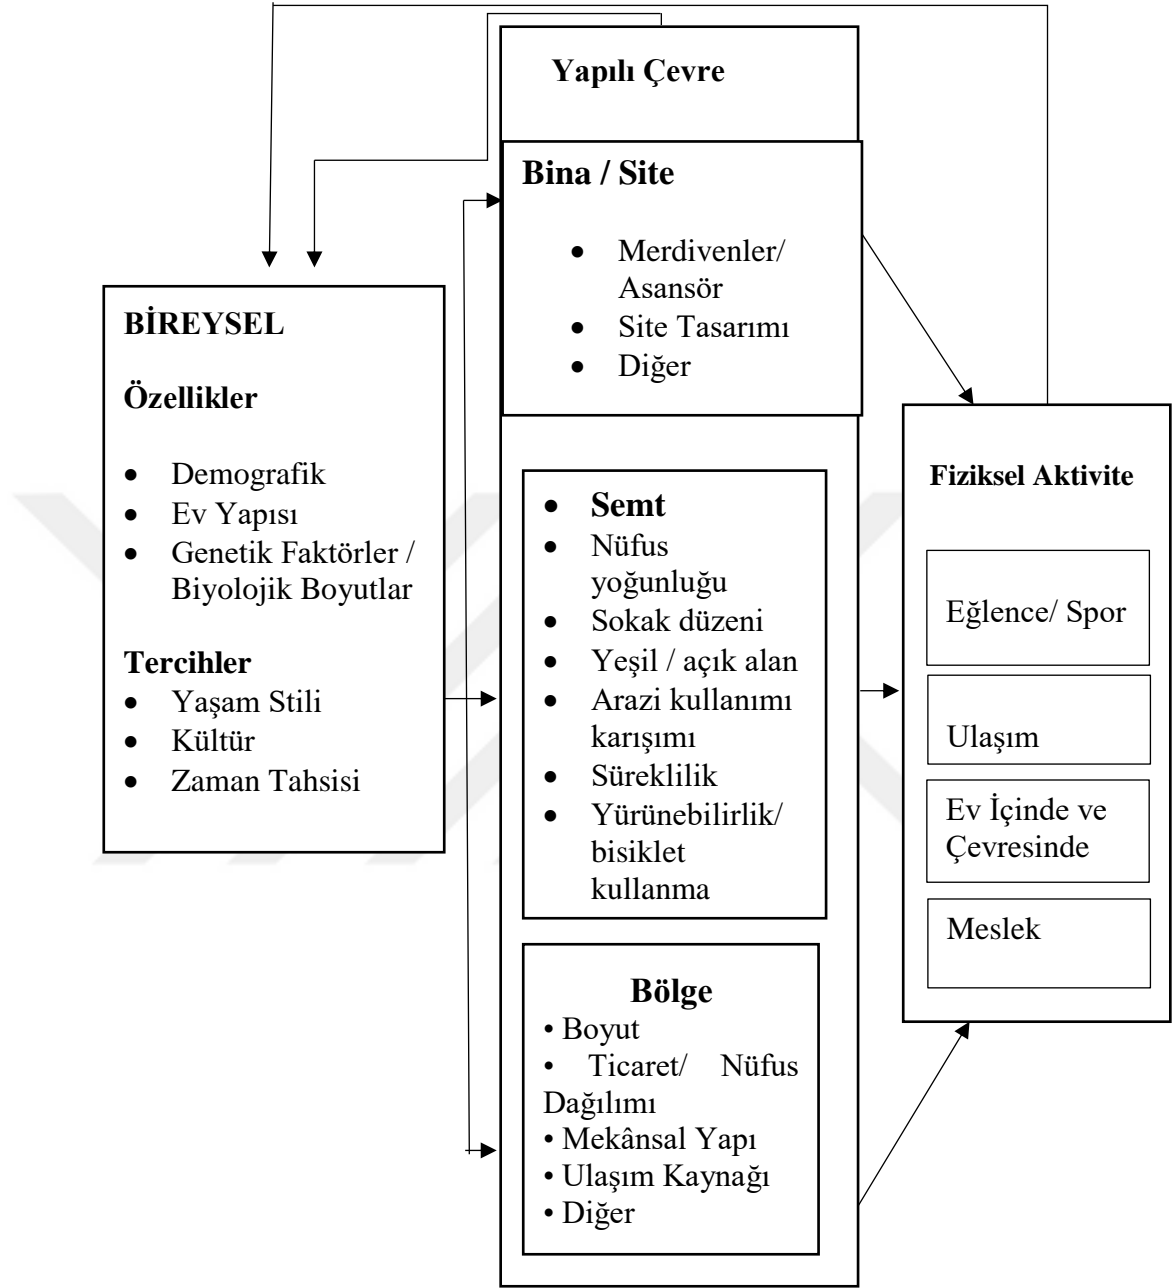 Yapılı Çevre
Bina / Site
• Merdivenler/
Asansör
• Site Tasarımı
• Diğer
BİREYSEL
Özellikler
• Demografik
• Ev Yapısı
• Genetik Faktörler /
Biyolojik Boyutlar
Tercihler
• Yaşam Stili
• Kültür
• Zaman Tahsisi
• Semt
• Nüfus
yoğunluğu
• Sokak düzeni
• Yeşil / açık alan
• Arazi kullanımı
karışımı
• Süreklilik
• Yürünebilirlik/
bisiklet
kullanma
Bölge
• Boyut
• Ticaret/ Nüfus
Dağılımı
• Mekânsal Yapı
• Ulaşım Kaynağı
• Diğer
Fiziksel Aktivite
Eğlence/ Spor
Ulaşım
Ev İçinde ve
Çevresinde
Meslek